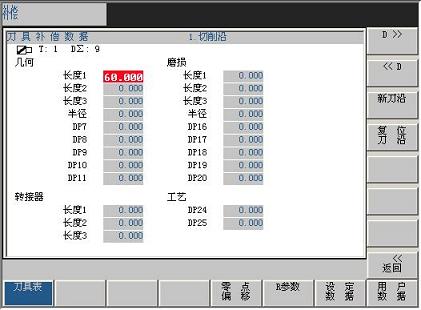 补偿
刀具补偿数据 1.切削沿
T: 1 DΣ: 9
几何 磨损
长度1 60.000 长度1 0.000
长度2 0.000 长度2 0.000
长度3 0.000 长度3 0.000
半径 0.000 半径 0.000
DP7 0.000 DP16 0.000
DP8 0.000 DP17 0.000
DP9 0.000 DP18 0.000
DP10 0.000 DP19 0.000
DP11 0.000 DP20 0.000
转接器 工艺
长度1 0.000 DP24 0.000
长度2 0.000 DP25 0.000
长度3 0.000
D >>
<< D
新刀沿
复位
刀沿
<<
返回
刀具表
零点
偏移
R参数
设定
数据
用户
数据